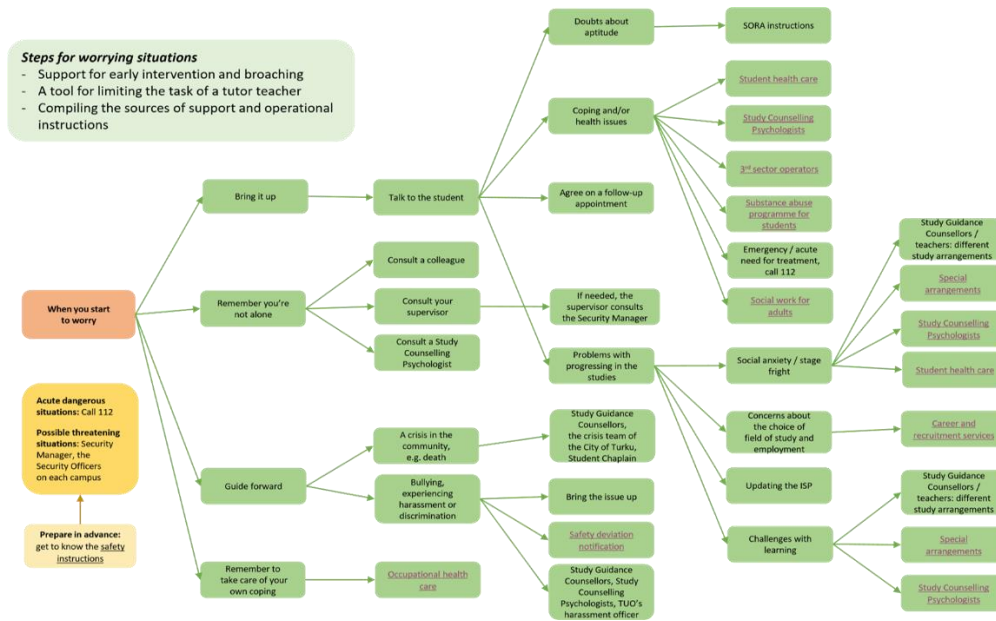 Steps for worrying situations
- Support for early intervention and broaching
- A tool for limiting the task of a tutor teacher
- Compiling the sources of support and operational
instructions
When you start
to worry
Acute dangerous
situations: Call 112
Possible threatening
situations: Security
Manager, the
Security Officers
on each campus
Prepare in advance:
get to know the safety
instructions
Bring it up
Remember you're
not alone
Guide forward
Remember to
take care of your
own coping
Talk to the student
Consult a colleague
Consult your
supervisor
Consult a Study
Counselling
Psychologist
A crisis in the
community,
e.g. death
Bullying,
experiencing
harassment or
discrimination
Occupational health
care
Doubts about
aptitude
Coping and/or
health issues
Agree on a follow-up
appointment
If needed, the
supervisor consults
the Security Manager
Problems with
progressing in the
studies
Study Guidance
Counsellors,
the crisis team of
the City of Turku,
Student Chaplain
Bring the issue up
Safety deviation
notification
Study Guidance
Counsellors, Study
Counselling
Psychologists, TUO's
harassment officer
SORA instructions
Student health care
Study Counselling
Psychologists
3rd sector operators
Substance abuse
programme for
students
Emergency / acute
need for treatment,
call 112
Social work for
adults
Social anxiety / stage
fright
Concerns about
the choice of
field of study and
employment
Updating the ISP
Challenges with
learning
Study Guidance
Counsellors /
teachers: different
study arrangements
Special
arrangements
Study Counselling
Psychologists
Student health care
Career and
recruitment services
Study Guidance
Counsellors /
teachers: different
study arrangements
Special
arrangements
Study Counselling
Psychologists